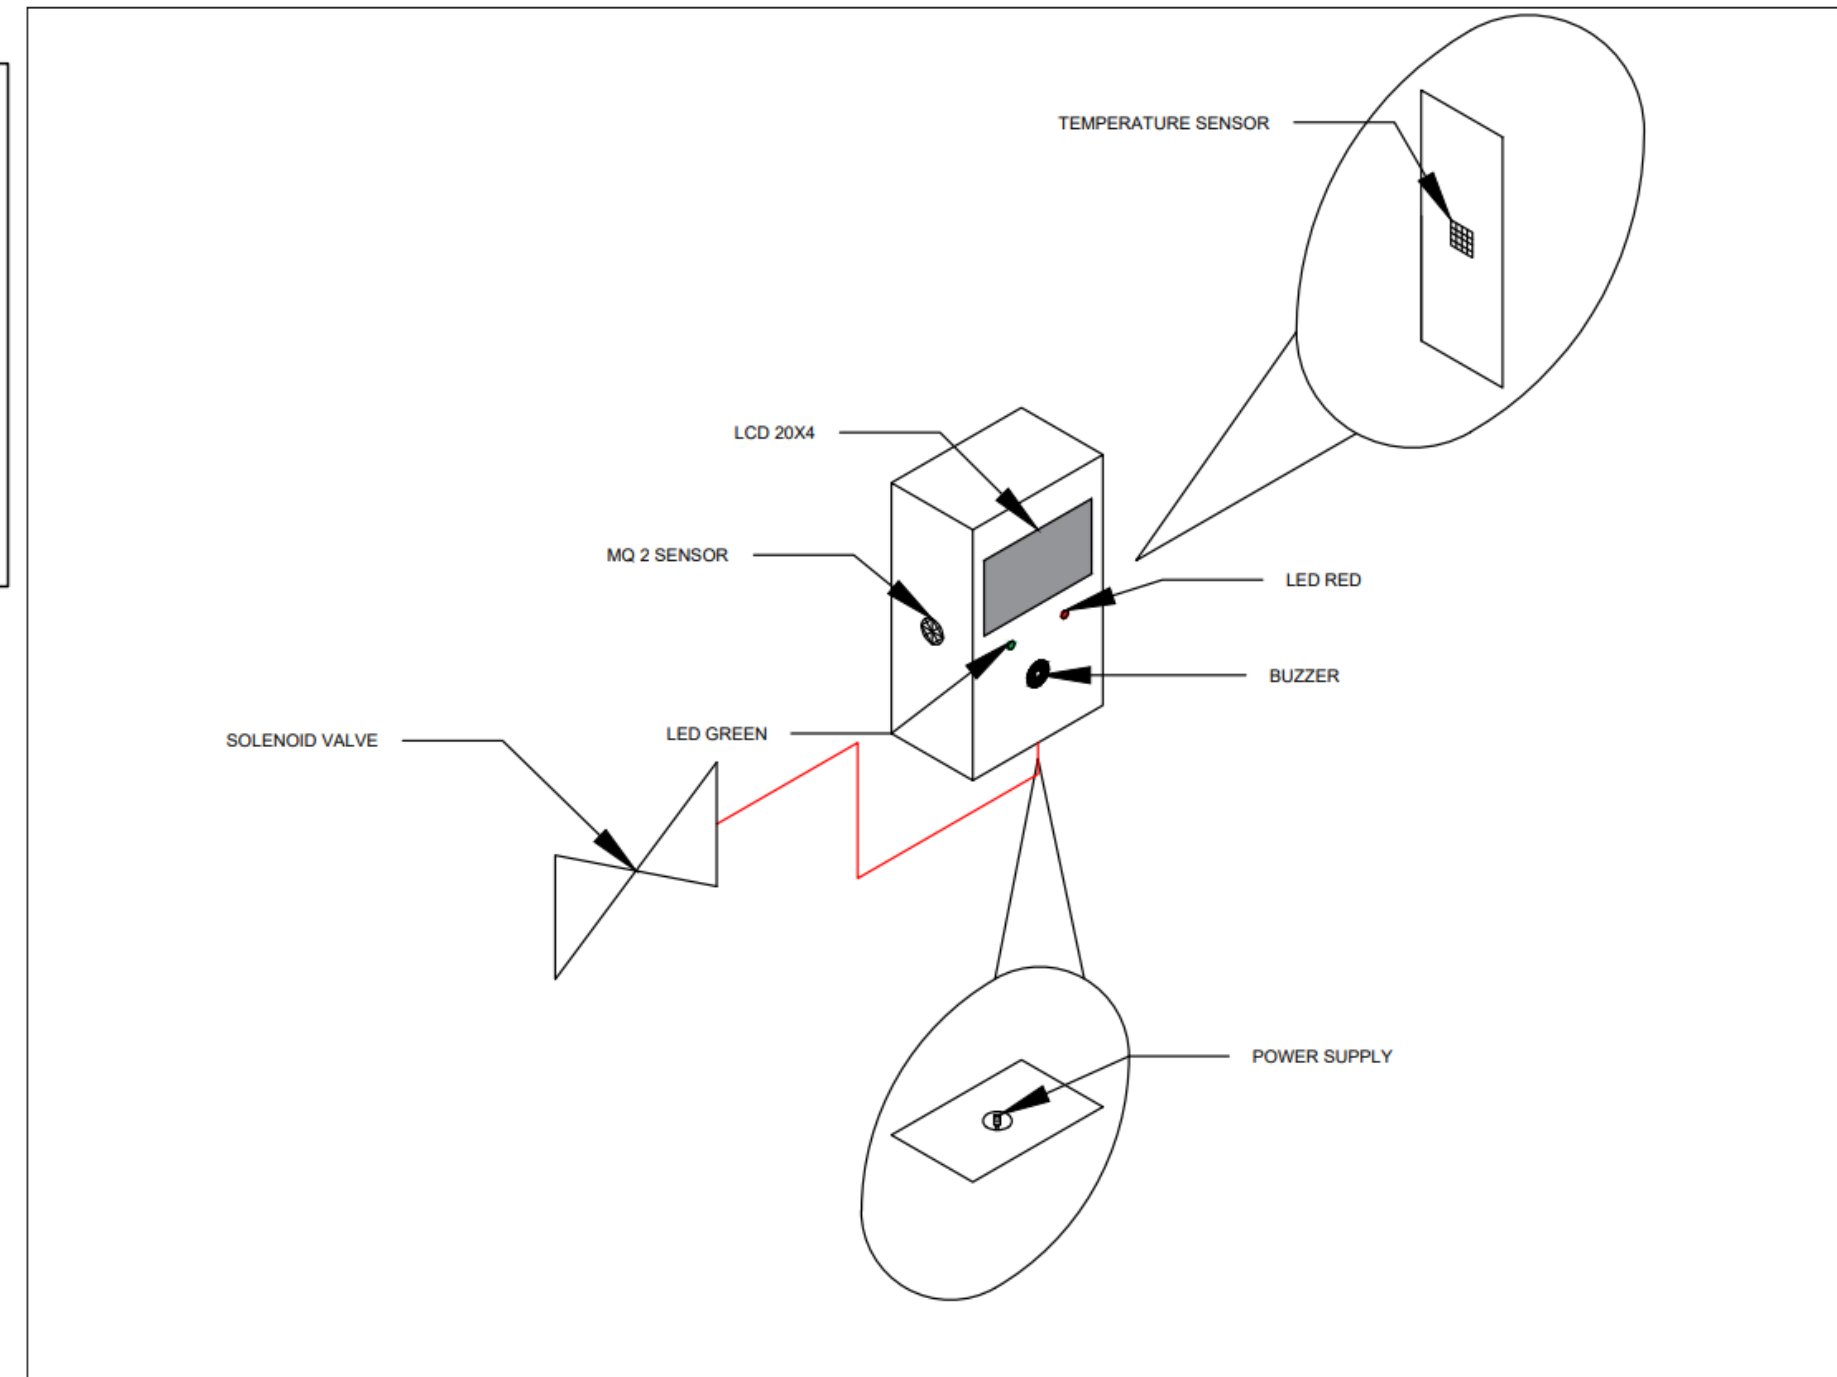 TEMPERATURE SENSOR
LCD 20X4
MQ 2 SENSOR
LED RED
BUZZER
LED GREEN
SOLENOID VALVE
POWER SUPPLY